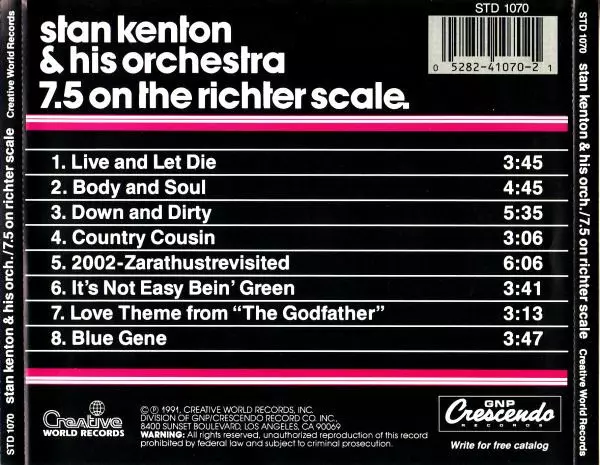 STD 1070
stan kenton
& his orchestra
7.5 on the richter scale.
0 5282-41070-2 1
1. Live and Let Die 3:45
2. Body and Soul 4:45
3. Down and Dirty 5:35
4. Country Cousin 3:06
5. 2002-Zarathustrevisited 6:06
6. It's Not Easy Bein' Green 3:41
7. Love Theme from "The Godfather" 3:13
8. Blue Gene 3:47
Creative
WORLD RECORDS
©℗ 1991, CREATIVE WORLD RECORDS, INC.
DIVISION OF GNP/CRESCENDO RECORD CO. INC.
8400 SUNSET BOULEVARD, LOS ANGELES, CA 90069
WARNING: All rights reserved, unauthorized reproduction of this record
prohibited by federal law and subject to criminal prosecution.
GNP
Crescendo
RECORDS
Write for free catalog
STD 1070 stan kenton & his orch./7.5 on richter scale Creative World Records
STD 1070 stan kenton & his orch./7.5 on richter scale Creative World Records